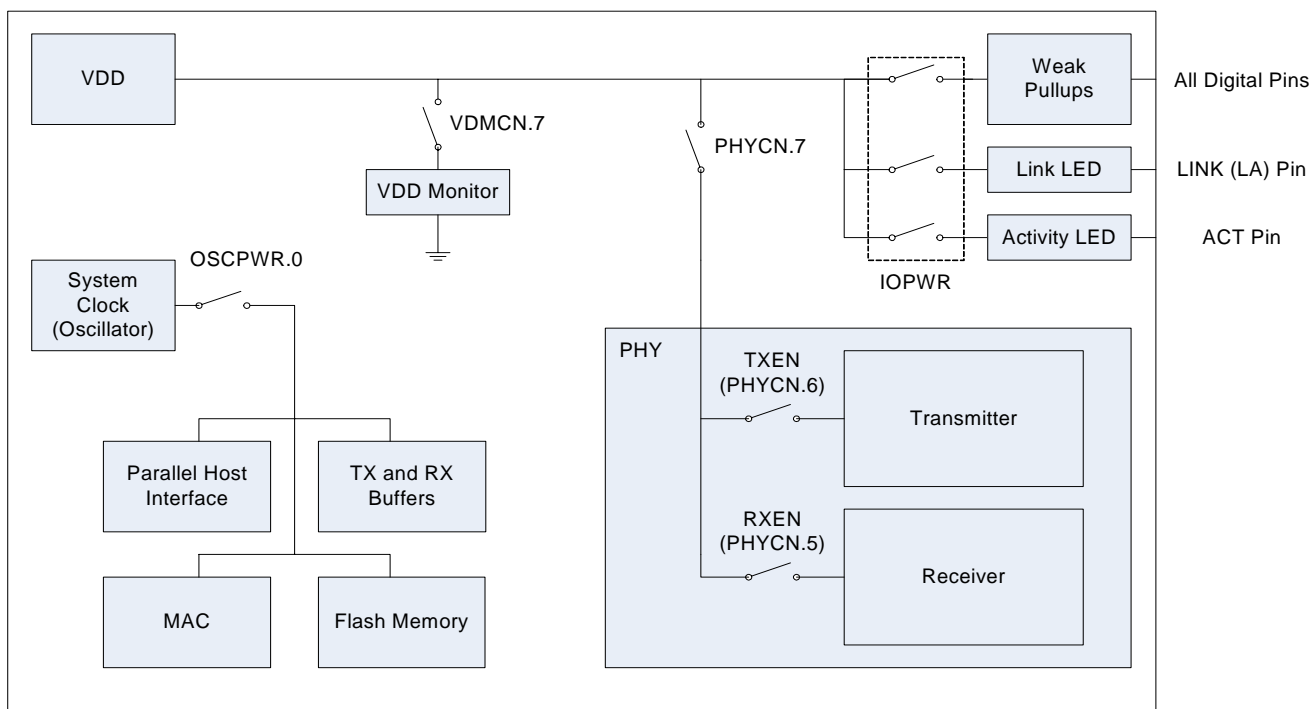 VDD
VDMCN.7
VDD Monitor
PHYCN.7
IOPWR
Weak
Pullups
All Digital Pins
Link LED
LINK (LA) Pin
Activity LED
ACT Pin
System
Clock
(Oscillator)
OSCPWR.0
Parallel Host
Interface
TX and RX
Buffers
MAC
Flash Memory
PHY
TXEN
(PHYCN.6)
Transmitter
RXEN
(PHYCN.5)
Receiver